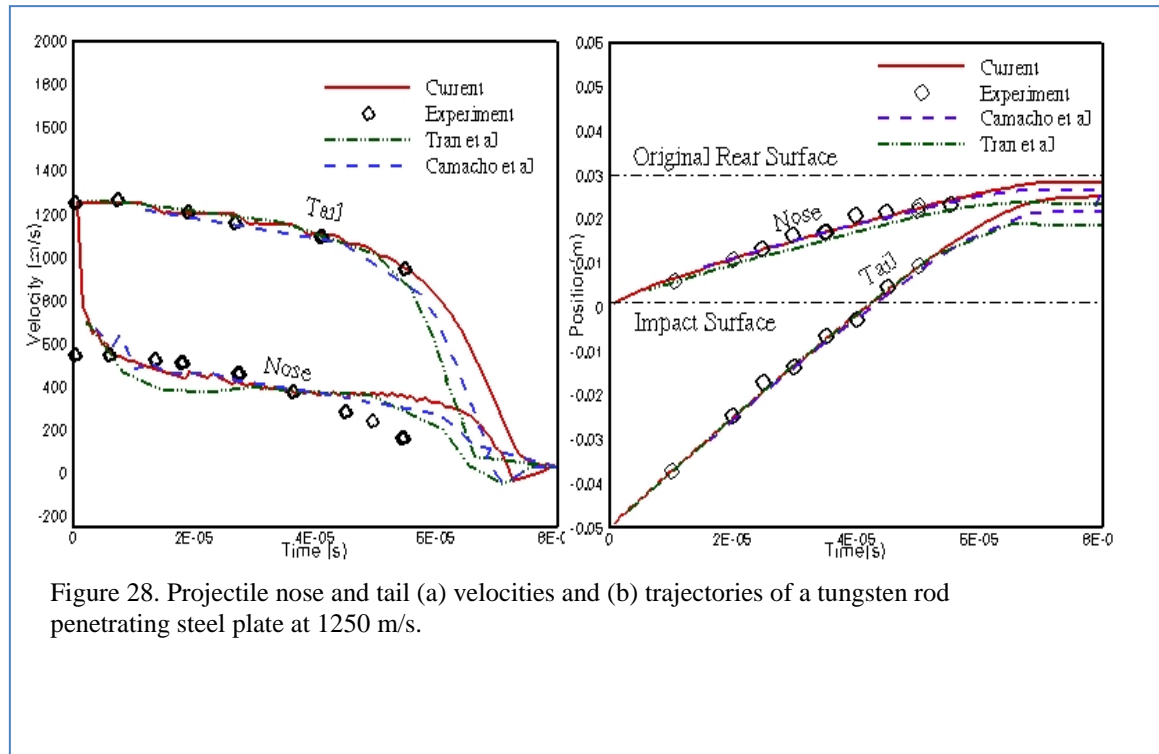 2000
1800
1600
1400
1200
1000
800
600
400
200
0
-200
Velocity (m/s)
0
2E-05
4E-05
6E-05
8E-0
Time (s)
Current
Experiment
Tran et al
Camacho et al
Tail
Nose
0.06
0.05
0.04
0.03
0.02
0.01
0
-0.01
-0.02
-0.03
-0.04
-0.05
Position (m)
0
2E-05
4E-05
6E-05
8E-0
Time (s)
Current
Experiment
Camacho et al
Tran et al
Original Rear Surface
Nose
Tail
Impact Surface
Figure 28. Projectile nose and tail (a) velocities and (b) trajectories of a tungsten rod
penetrating steel plate at 1250 m/s.